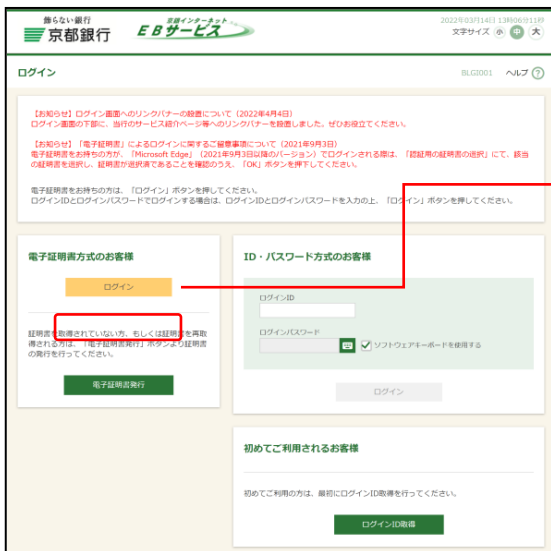 飾らない銀行
京都銀行
京銀インターネット
EBサービス
2022年03月14日 13時06分11秒
文字サイズ 小 中 大
ログイン
BLGI001 ヘルプ ?
【お知らせ】ログイン画面へのリンクバナーの設置について（2022年4月4日）
ログイン画面の下部に、当行のサービス紹介ページ等へのリンクバナーを設置しました。ぜひお役立てください。
【お知らせ】「電子証明書」によるログインに関するご留意事項について（2021年9月3日）
電子証明書をお持ちの方が、「Microsoft Edge」（2021年9月3日以降のバージョン）でログインされる際は、「認証用の証明書の選択」にて、該当
の証明書を選択し、証明書が選択済であることを確認のうえ、「OK」ボタンを押下してください。
電子証明書をお持ちの方は、「ログイン」ボタンを押してください。
ログインIDとログインパスワードでログインする場合は、ログインIDとログインパスワードを入力の上、「ログイン」ボタンを押してください。
電子証明書方式のお客様
ログイン
証明書を取得されていない方、もしくは証明書を再取
得される方は、「電子証明書発行」ボタンより証明書
の発行を行ってください。
電子証明書発行
ID・パスワード方式のお客様
ログインID
ログインパスワード
ソフトウェアキーボードを使用する
ログイン
初めてご利用されるお客様
初めてご利用の方は、最初にログインID取得を行ってください。
ログインID取得